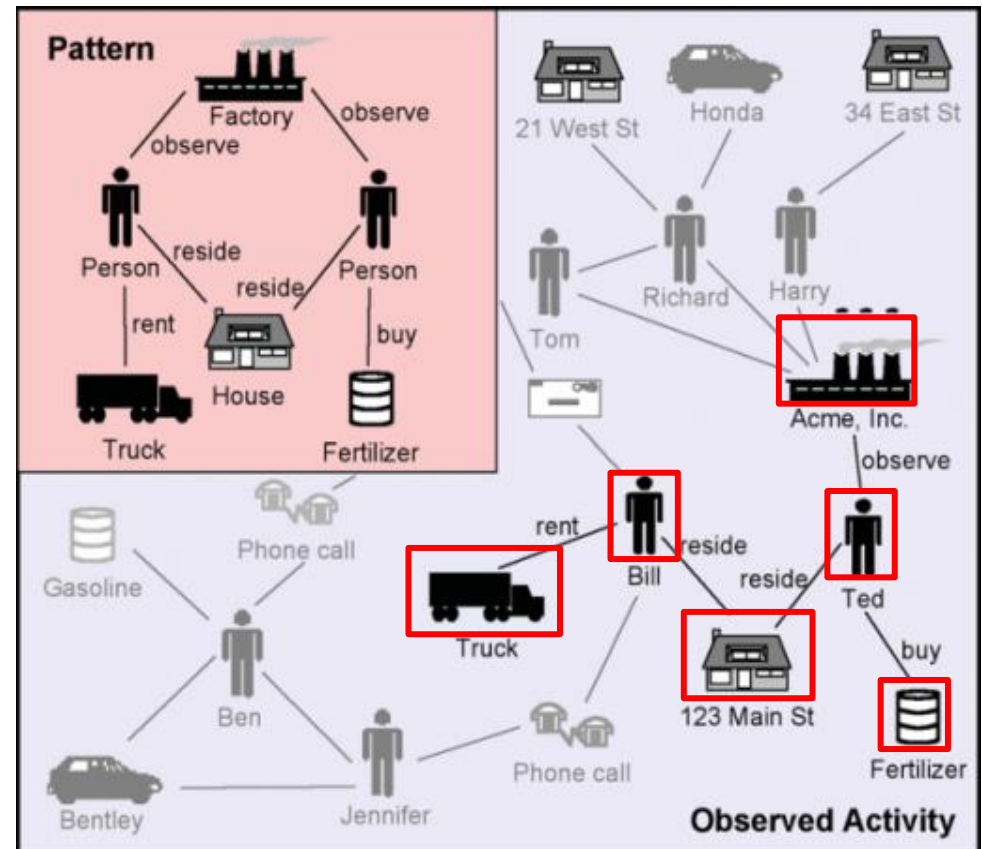 Pattern
Factory
observe
observe
Person
reside
Person
reside
rent
buy
House
Truck
Fertilizer
21 West St
Honda
34 East St
Tom
Richard
Harry
Acme, Inc.
observe
Phone call
Gasoline
rent
reside
Bill
reside
Ted
Truck
buy
Ben
123 Main St
Phone call
Fertilizer
Bentley
Jennifer
Observed Activity